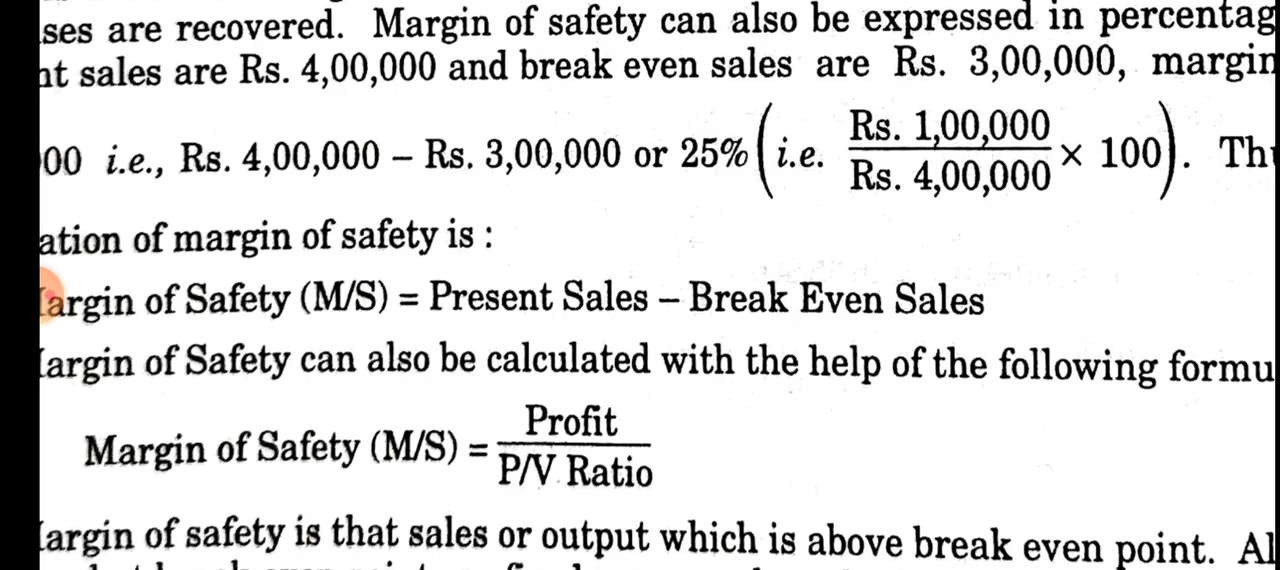 ses are recovered. Margin of safety can also be expressed in percentag
nt sales are Rs. 4,00,000 and break even sales are Rs. 3,00,000, margin
00 i.e., Rs. 4,00,000 – Rs. 3,00,000 or 25% (i.e. Rs. 1,00,000 / Rs. 4,00,000 × 100). Th
ation of margin of safety is :
argin of Safety (M/S) = Present Sales – Break Even Sales
argin of Safety can also be calculated with the help of the following formu
Margin of Safety (M/S) = Profit / P/V Ratio
argin of safety is that sales or output which is above break even point. Al